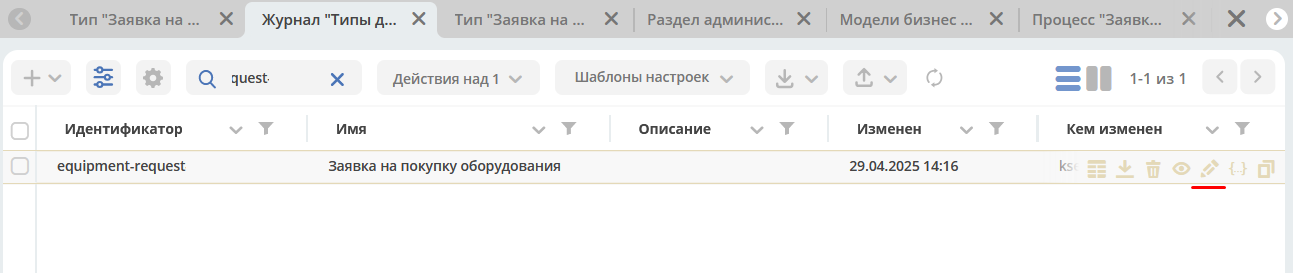 Тип "Заявка на ... Журнал "Типы д... Тип "Заявка на ... Раздел админис... Модели бизнес ... Процесс "Заявк...
quest- Действия над 1 Шаблоны настроек 1-1 из 1
Идентификатор Имя Описание Изменен Кем изменен
equipment-request Заявка на покупку оборудования 29.04.2025 14:16 ks